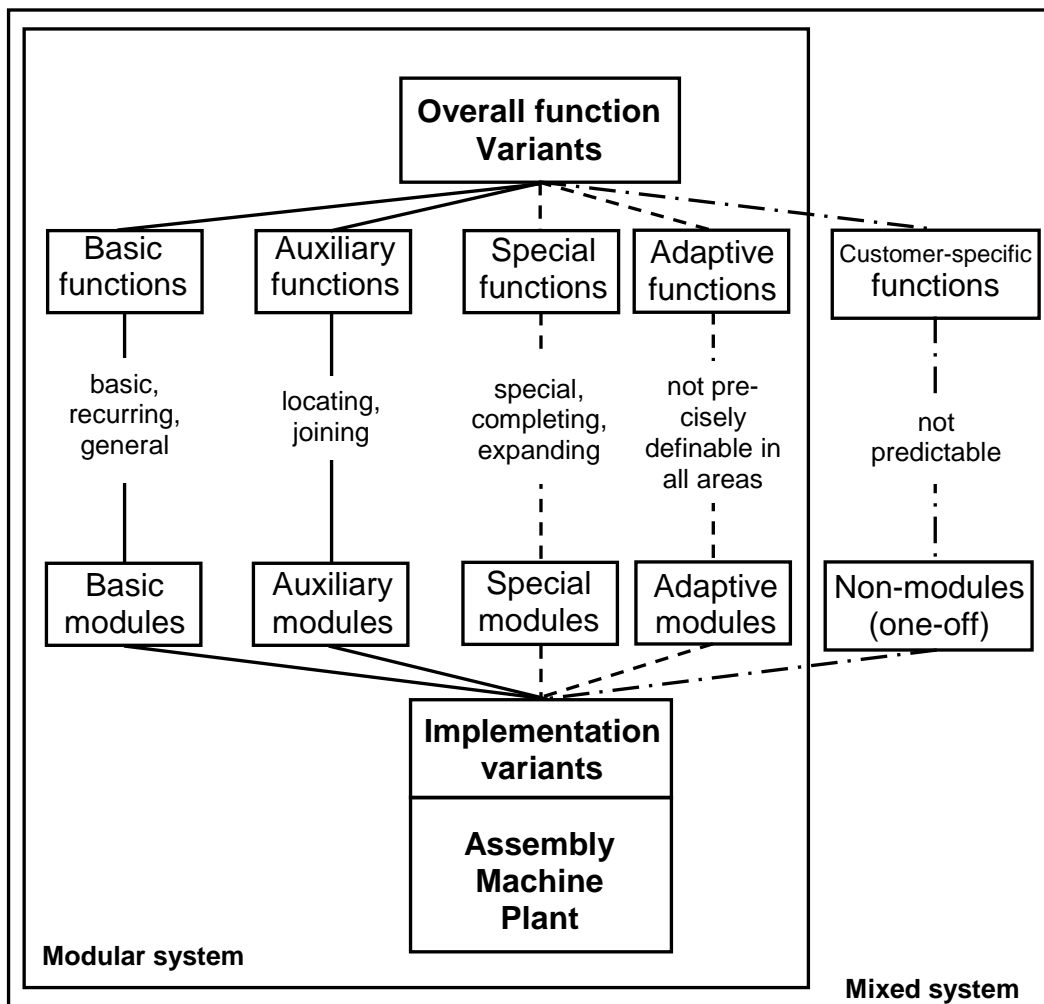 Overall function
Variants
Basic
functions
Auxiliary
functions
Special
functions
Adaptive
functions
Customer-specific
functions
basic,
recurring,
general
locating,
joining
special,
completing,
expanding
not pre-
cisely
definable in
all areas
not
predictable
Basic
modules
Auxiliary
modules
Special
modules
Adaptive
modules
Non-modules
(one-off)
Implementation
variants
Assembly
Machine
Plant
Modular system
Mixed system